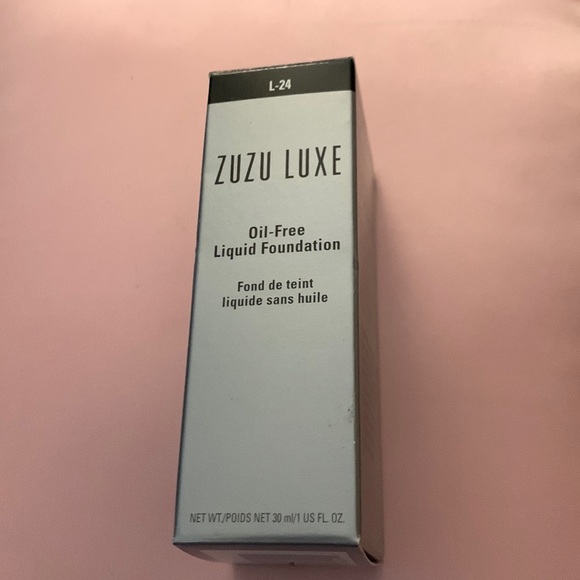 L-24
ZUZU LUXE
Oil-Free
Liquid Foundation
Fond de teint
liquide sans huile
NET WT./POIDS NET 30 ml/1 US FL. OZ.